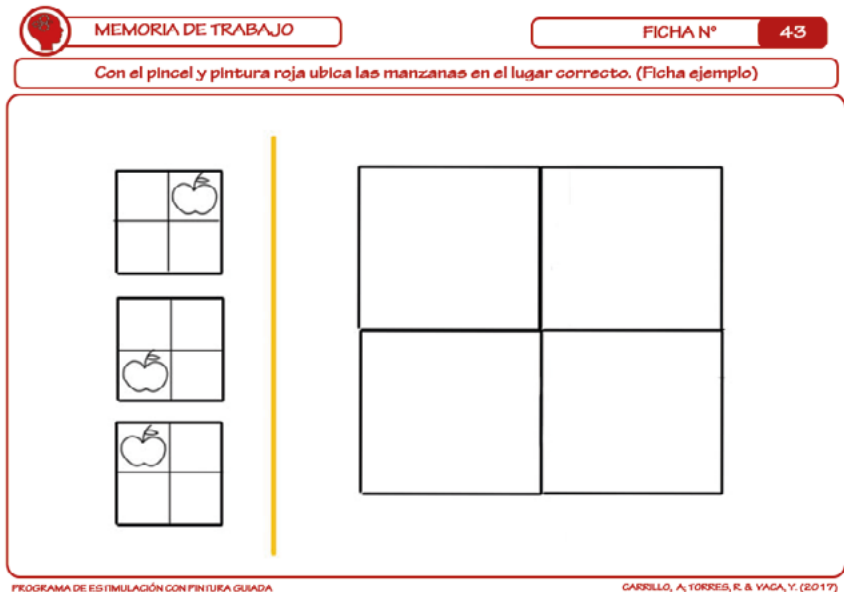 MEMORIA DE TRABAJO
FICHA N° 43
Con el pincel y pintura roja ubica las manzanas en el lugar correcto. (Ficha ejemplo)
PROGRAMA DE ESTIMULACIÓN CON PINTURA GUIADA
CARRILLO, A; TORRES, R. & VACA, Y. (2017)